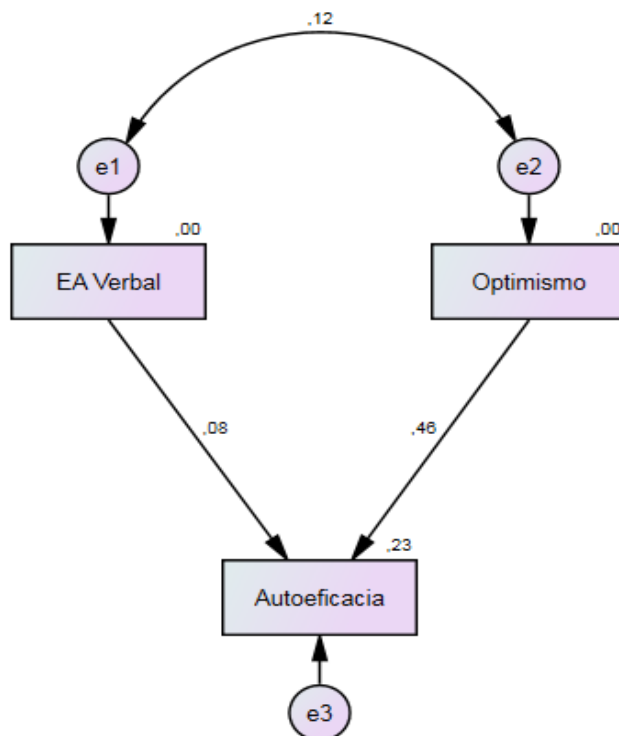 ,12
e1
e2
,00
,00
EA Verbal
Optimismo
,08
,46
,23
Autoeficacia
e3